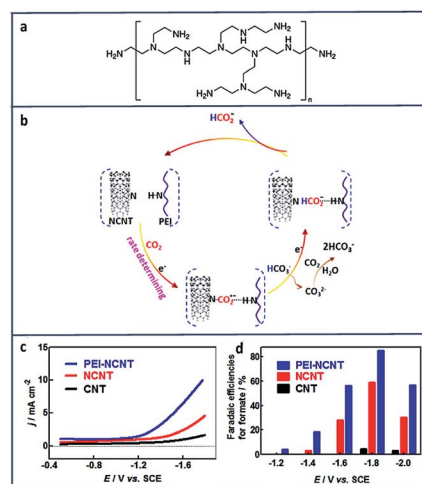 a
NH2
NH2
H2N
N
N
H
N
N
H
N
N
H
NH2
n
H2N
N
NH2
b
HCO2•−
N
H-N
NCNT
PEI
N HCO2− H-N
CO2
e-
rate determining
N-CO2•−
H-N
e-
HCO3-
CO2
H2O
2HCO3-
CO3 2-
c
j / mA cm-2
15
10
5
0
PEI-NCNT
NCNT
CNT
-0.4
-0.8
-1.2
-1.6
E / V vs. SCE
d
Faradaic efficiencies
for formate / %
80
60
40
20
0
PEI-NCNT
NCNT
CNT
-1.2
-1.4
-1.6
-1.8
-2.0
E / V vs. SCE